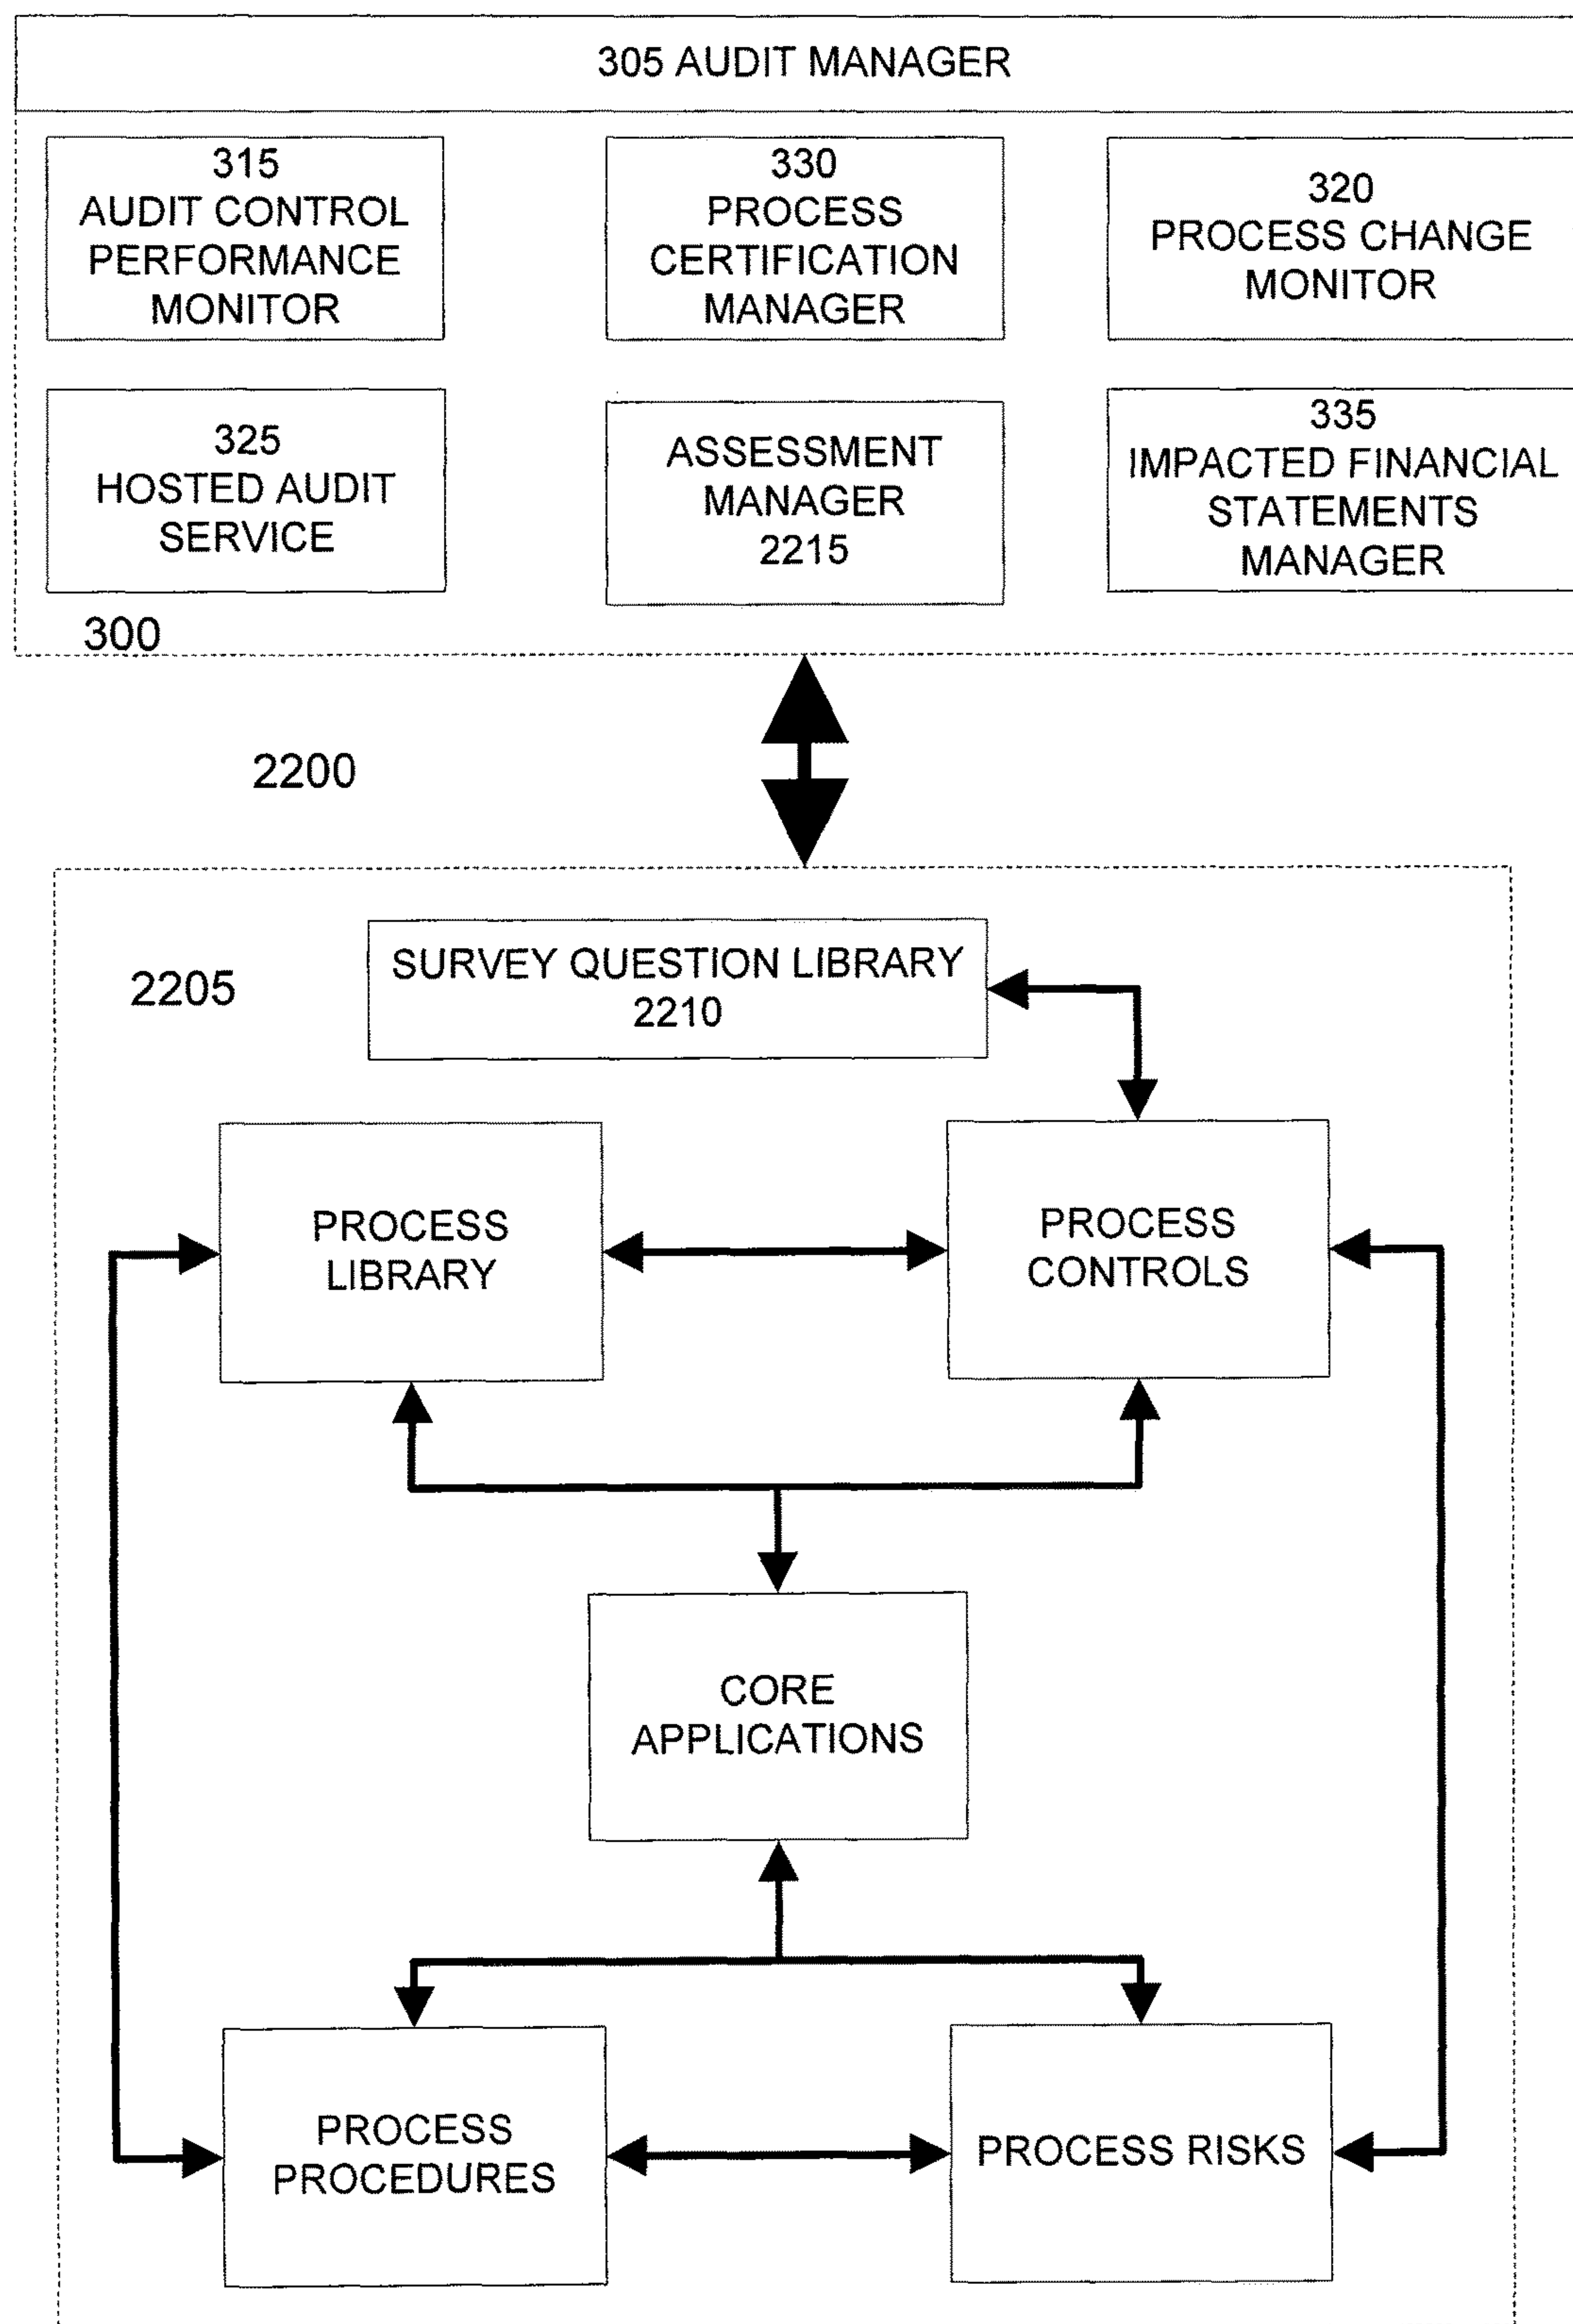 305 AUDIT MANAGER
315
AUDIT CONTROL
PERFORMANCE
MONITOR
330
PROCESS
CERTIFICATION
MANAGER
320
PROCESS CHANGE
MONITOR
325
HOSTED AUDIT
SERVICE
ASSESSMENT
MANAGER
2215
335
IMPACTED FINANCIAL
STATEMENTS
MANAGER
300
2200
2205
SURVEY QUESTION LIBRARY
2210
PROCESS
LIBRARY
PROCESS
CONTROLS
CORE
APPLICATIONS
PROCESS
PROCEDURES
PROCESS RISKS